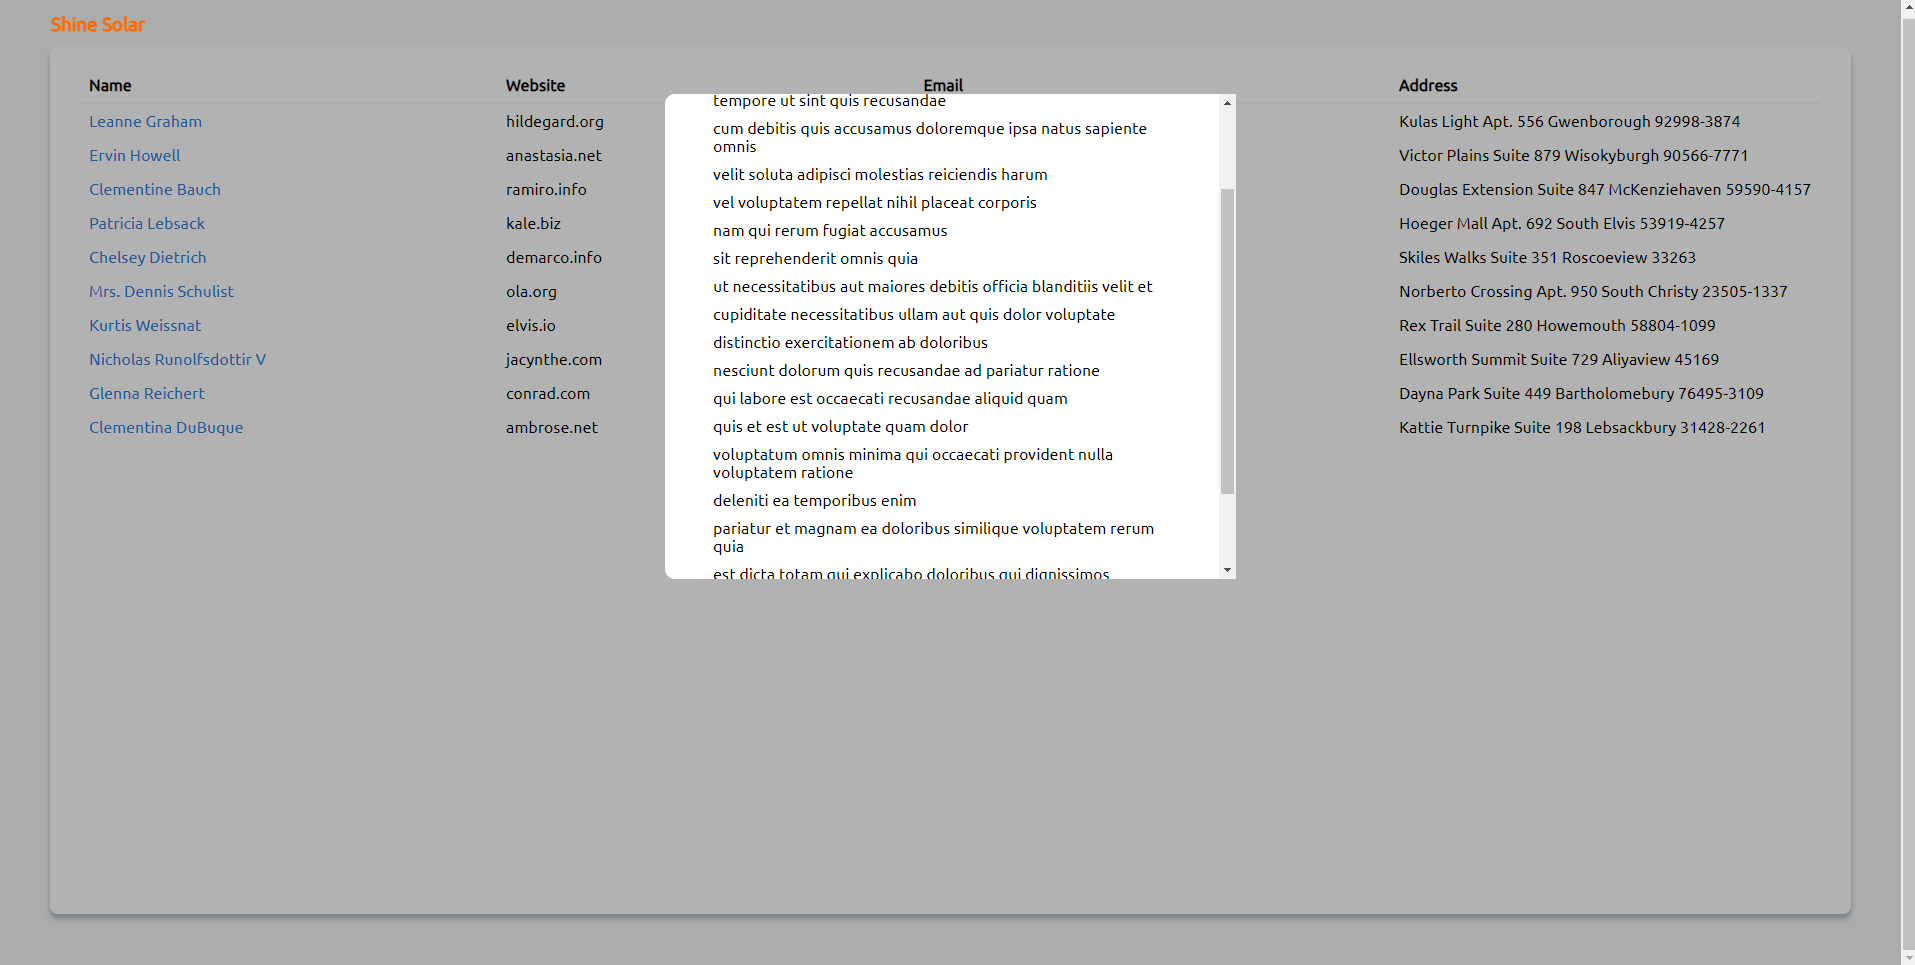 Shine Solar
Name Website Email Address
Leanne Graham hildegard.org Kulas Light Apt. 556 Gwenborough 92998-3874
Ervin Howell anastasia.net Victor Plains Suite 879 Wisokyburgh 90566-7771
Clementine Bauch ramiro.info Douglas Extension Suite 847 McKenziehaven 59590-4157
Patricia Lebsack kale.biz Hoeger Mall Apt. 692 South Elvis 53919-4257
Chelsey Dietrich demarco.info Skiles Walks Suite 351 Roscoeview 33263
Mrs. Dennis Schulist ola.org Norberto Crossing Apt. 950 South Christy 23505-1337
Kurtis Weissnat elvis.io Rex Trail Suite 280 Howemouth 58804-1099
Nicholas Runolfsdottir V jacynthe.com Ellsworth Summit Suite 729 Aliyaview 45169
Glenna Reichert conrad.com Dayna Park Suite 449 Bartholomebury 76495-3109
Clementina DuBuque ambrose.net Kattie Turnpike Suite 198 Lebsackbury 31428-2261
tempore ut sint quis recusandae
cum debitis quis accusamus doloremque ipsa natus sapiente
omnis
velit soluta adipisci molestias reiciendis harum
vel voluptatem repellat nihil placeat corporis
nam qui rerum fugiat accusamus
sit reprehenderit omnis quia
ut necessitatibus aut maiores debitis officia blanditiis velit et
cupiditate necessitatibus ullam aut quis dolor voluptate
distinctio exercitationem ab doloribus
nesciunt dolorum quis recusandae ad pariatur ratione
qui labore est occaecati recusandae aliquid quam
quis et est ut voluptate quam dolor
voluptatum omnis minima qui occaecati provident nulla
voluptatem ratione
deleniti ea temporibus enim
pariatur et magnam ea doloribus similique voluptatem rerum
quia
est dicta totam qui explicabo doloribus qui dignissimos